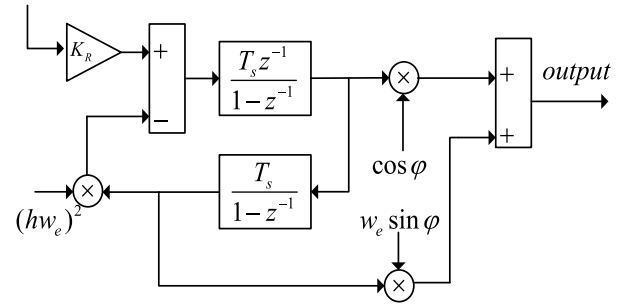 K_R
+
−
T_s z^{-1}
1 − z^{-1}
×
+
output
+
cos φ
T_s
1 − z^{-1}
×
(hw_e)^2
w_e sin φ
×